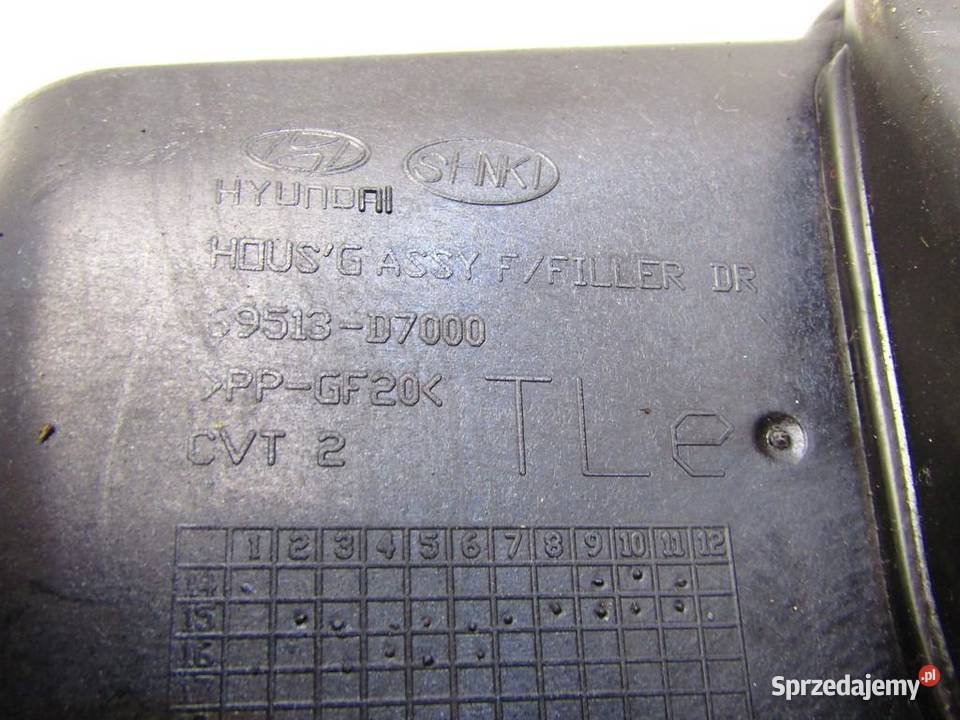 SHNKI
HYUNDAI
HOUS'G ASSY F/FILLER DR
69513-D7000
>PP-GF20<
CVT 2
TLe
1 2 3 4 5 6 7 8 9 10 11 12
14
15
16
17
Sprzedajemy.pl